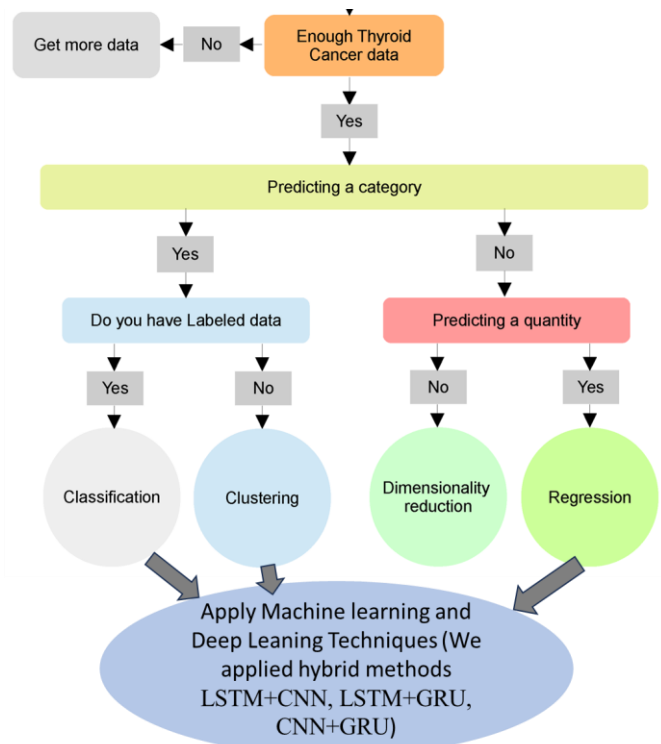 Get more data
No
Enough Thyroid
Cancer data
Yes
Predicting a category
Yes
No
Do you have Labeled data
Predicting a quantity
Yes
No
No
Yes
Classification
Clustering
Dimensionality
reduction
Regression
Apply Machine learning and
Deep Leaning Techniques (We
applied hybrid methods
LSTM+CNN, LSTM+GRU,
CNN+GRU)